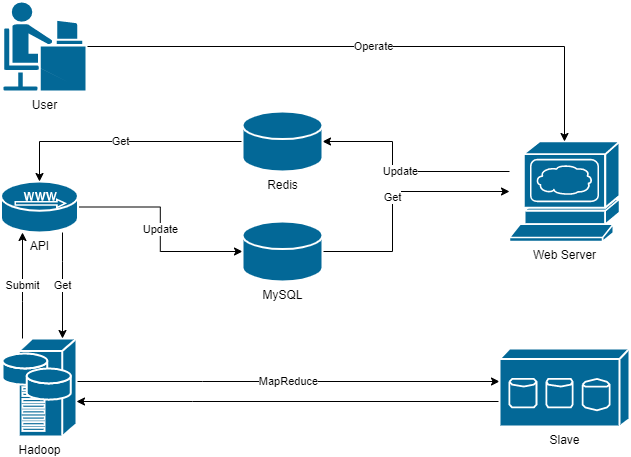 User
Operate
Get
Redis
Update
WWW
API
Update
Get
Web Server
MySQL
Submit
Get
MapReduce
Hadoop
Slave